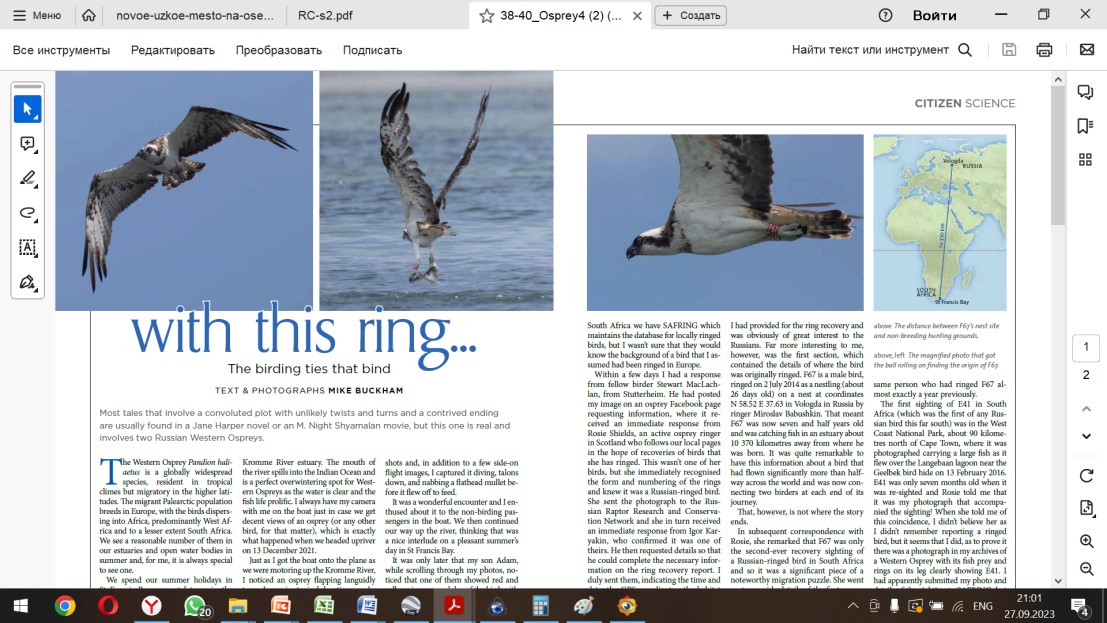 Меню
novoe-uzkoe-mesto-na-ose...
RC-s2.pdf
38-40_Osprey4 (2) (...
+ Создать
Войти
Все инструменты
Редактировать
Преобразовать
Подписать
Найти текст или инструмент
CITIZEN SCIENCE
Vologda
RUSSIA
SOUTH
AFRICA
St Francis Bay
with this ring...
The birding ties that bind
TEXT & PHOTOGRAPHS MIKE BUCKHAM
Most tales that involve a convoluted plot with unlikely twists and turns and a contrived ending
are usually found in a Jane Harper novel or an M. Night Shyamalan movie, but this one is real and
involves two Russian Western Ospreys.
The Western Osprey Pandion hali-
aetus is a globally widespread
species, resident in tropical
climes but migratory in the higher lati-
tudes. The migrant Palearctic population
breeds in Europe, with the birds dispers-
ing into Africa, predominantly West Af-
rica and to a lesser extent South Africa.
We see a reasonable number of them in
our estuaries and open water bodies in
summer and, for me, it is always special
to see one.
We spend our summer holidays in
Kromme River estuary. The mouth of
the river spills into the Indian Ocean and
is a perfect overwintering spot for West-
ern Ospreys as the water is clear and the
fish life prolific. I always have my camera
with me on the boat just in case we get
decent views of an osprey (or any other
bird, for that matter), which is exactly
what happened when we headed upriver
on 13 December 2021.
Just as I got the boat onto the plane as
we were motoring up the Kromme River,
I noticed an osprey flapping languidly
shots and, in addition to a few side-on
flight images, I captured it diving, talons
down, and nabbing a flathead mullet be-
fore it flew off to feed.
It was a wonderful encounter and I en-
thused about it to the non-birding pas-
sengers in the boat. We then continued
our way up the river, thinking that was
a nice interlude on a pleasant summer's
day in St Francis Bay.
It was only later that my son, Adam,
while scrolling through my photos, no-
ticed that one of them showed red and
South Africa we have SAFRING which
maintains the database for locally ringed
birds, but I wasn't sure that they would
know the background of a bird that I as-
sumed had been ringed in Europe.
Within a few days I had a response
from fellow birder Stewart MacLach-
lan, from Stutterheim. He had posted
my image on an osprey Facebook page
requesting information, where it re-
ceived an immediate response from
Rosie Shields, an active osprey ringer
in Scotland who follows our local pages
in the hope of recoveries of birds that
she has ringed. This wasn't one of her
birds, but she immediately recognised
the form and numbering of the rings
and knew it was a Russian-ringed bird.
She sent the photograph to the Rus-
sian Raptor Research and Conserva-
tion Network and she in turn received
an immediate response from Igor Kar-
yakin, who confirmed it was one of
theirs. He then requested details so that
he could complete the necessary infor-
mation on the ring recovery report. I
duly sent them, indicating the time and
I had provided for the ring recovery and
was obviously of great interest to the
Russians. Far more interesting to me,
however, was the first section, which
contained the details of where the bird
was originally ringed. F67 is a male bird,
ringed on 2 July 2014 as a nestling (about
26 days old) on a nest at coordinates
N 58.52 E 37.63 in Vologda in Russia by
ringer Miroslav Babushkin. That meant
F67 was now seven and half years old
and was catching fish in an estuary about
10 370 kilometres away from where he
was born. It was quite remarkable to
have this information about a bird that
had flown significantly more than half-
way across the world and was now con-
necting two birders at each end of its
journey.
That, however, is not where the story
ends.
In subsequent correspondence with
Rosie, she remarked that F67 was only
the second-ever recovery sighting of
a Russian-ringed bird in South Africa
and so it was a significant piece of a
noteworthy migration puzzle. She went
above The distance between F67's nest site
and non-breeding hunting grounds.
above, left The magnified photo that got
the ball rolling on finding the origin of F67.
same person who had ringed F67 al-
most exactly a year previously.
The first sighting of E41 in South
Africa (which was the first of any Rus-
sian bird this far south) was in the West
Coast National Park, about 90 kilome-
tres north of Cape Town, where it was
photographed carrying a large fish as it
flew over the Langebaan lagoon near the
Geelbek bird hide on 13 February 2016.
E41 was only seven months old when it
was re-sighted and Rosie told me that
it was my photograph that accompa-
nied the sighting! When she told me of
this coincidence, I didn't believe her as
I didn't remember reporting a ringed
bird, but it seems that I did, as to prove it
there was a photograph in my archives of
a Western Osprey with its fish prey and
rings on its leg clearly showing E41. I
had apparently submitted my photo and
1
2
20
ENG
21:01
27.09.2023
4